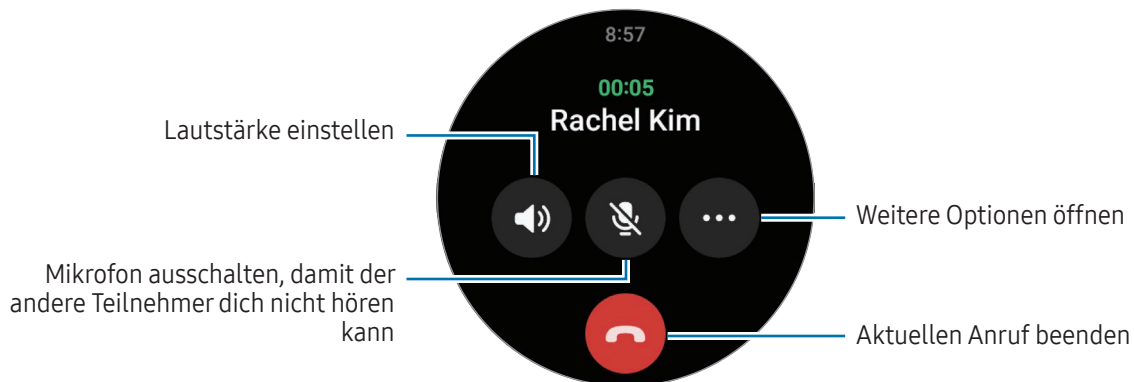 8:57
00:05
Rachel Kim
Lautstärke einstellen
Weitere Optionen öffnen
Mikrofon ausschalten, damit der
andere Teilnehmer dich nicht hören
kann
Aktuellen Anruf beenden